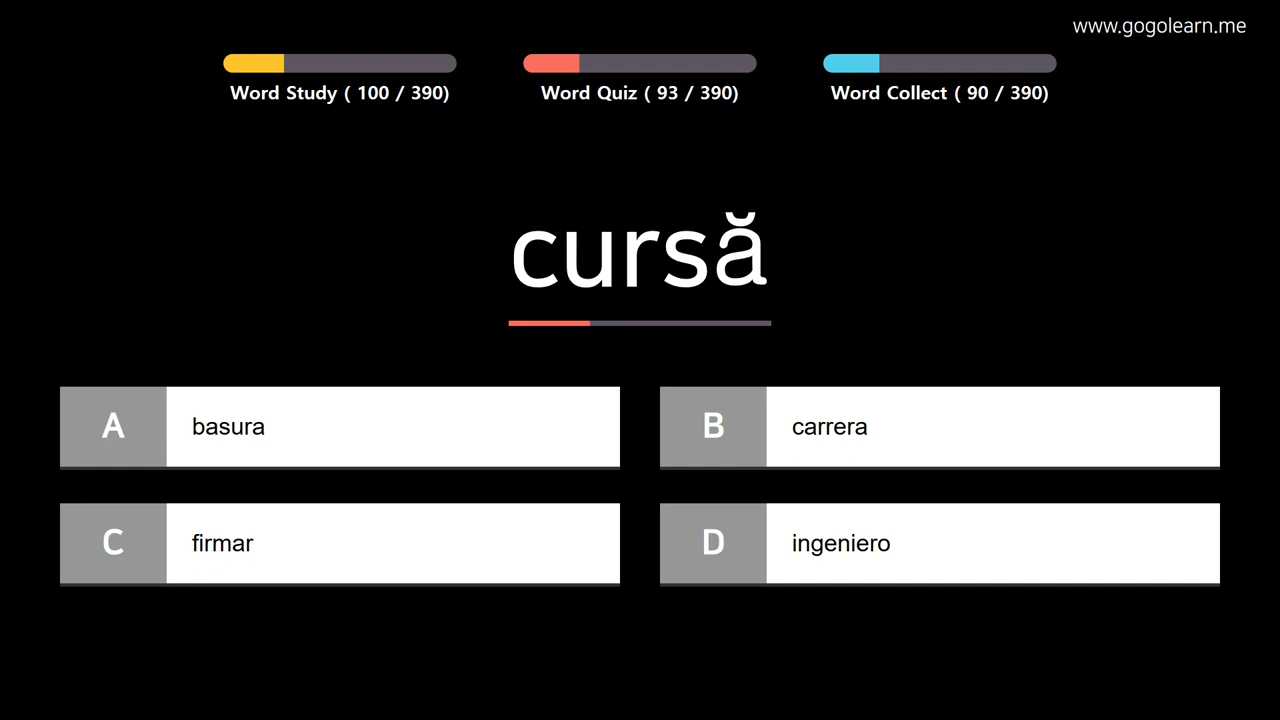 www.gogolearn.me
Word Study ( 100 / 390)
Word Quiz ( 93 / 390)
Word Collect ( 90 / 390)
cursă
A basura
B carrera
C firmar
D ingeniero